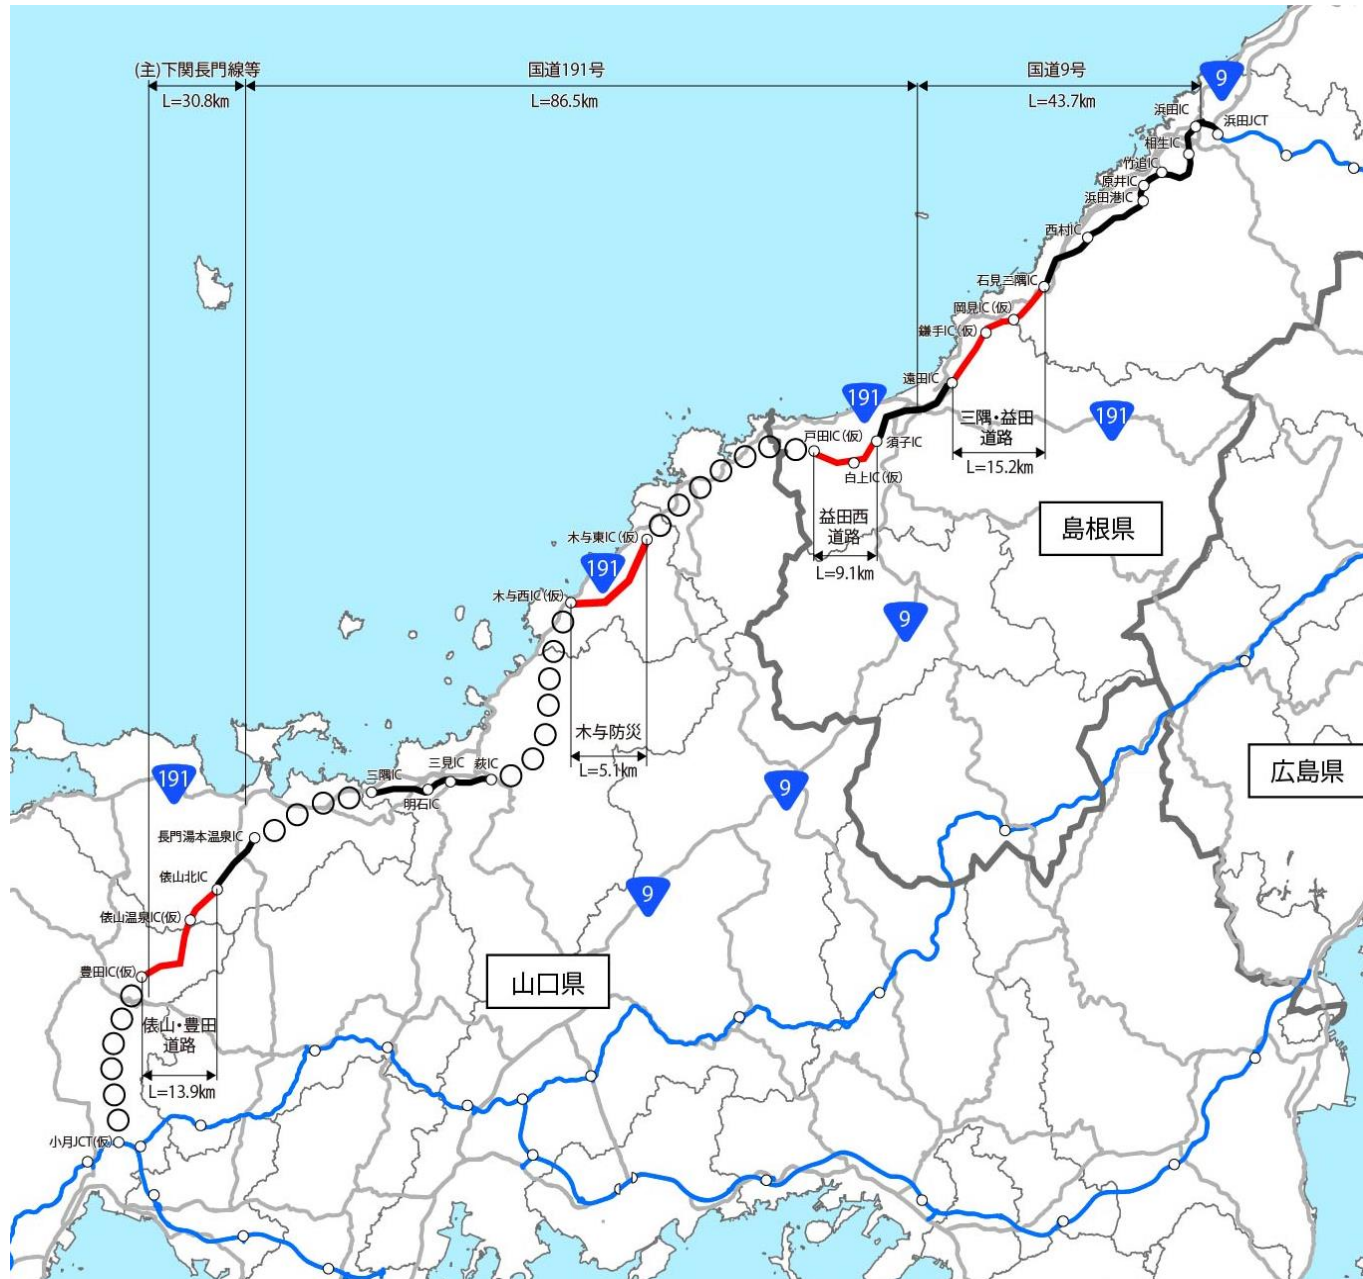 (主)下関長門線等
国道191号
国道9号
L=30.8km
L=86.5km
L=43.7km
9
浜田IC
浜田JCT
相生IC
竹迫IC
原井IC
浜田港IC
西村IC
石見三隅IC
岡見IC(仮)
鎌手IC(仮)
遠田IC
191
191
三隅・益田
道路
L=15.2km
戸田IC(仮)
須子IC
白上IC(仮)
益田西
道路
L=9.1km
島根県
木与東IC(仮)
191
木与西IC(仮)
9
木与防災
L=5.1km
広島県
191
三隅IC
三見IC
萩IC
明石IC
9
長門湯本温泉IC
俵山北IC
9
俵山温泉IC(仮)
豊田IC(仮)
山口県
俵山・豊田
道路
L=13.9km
小月JCT(仮)